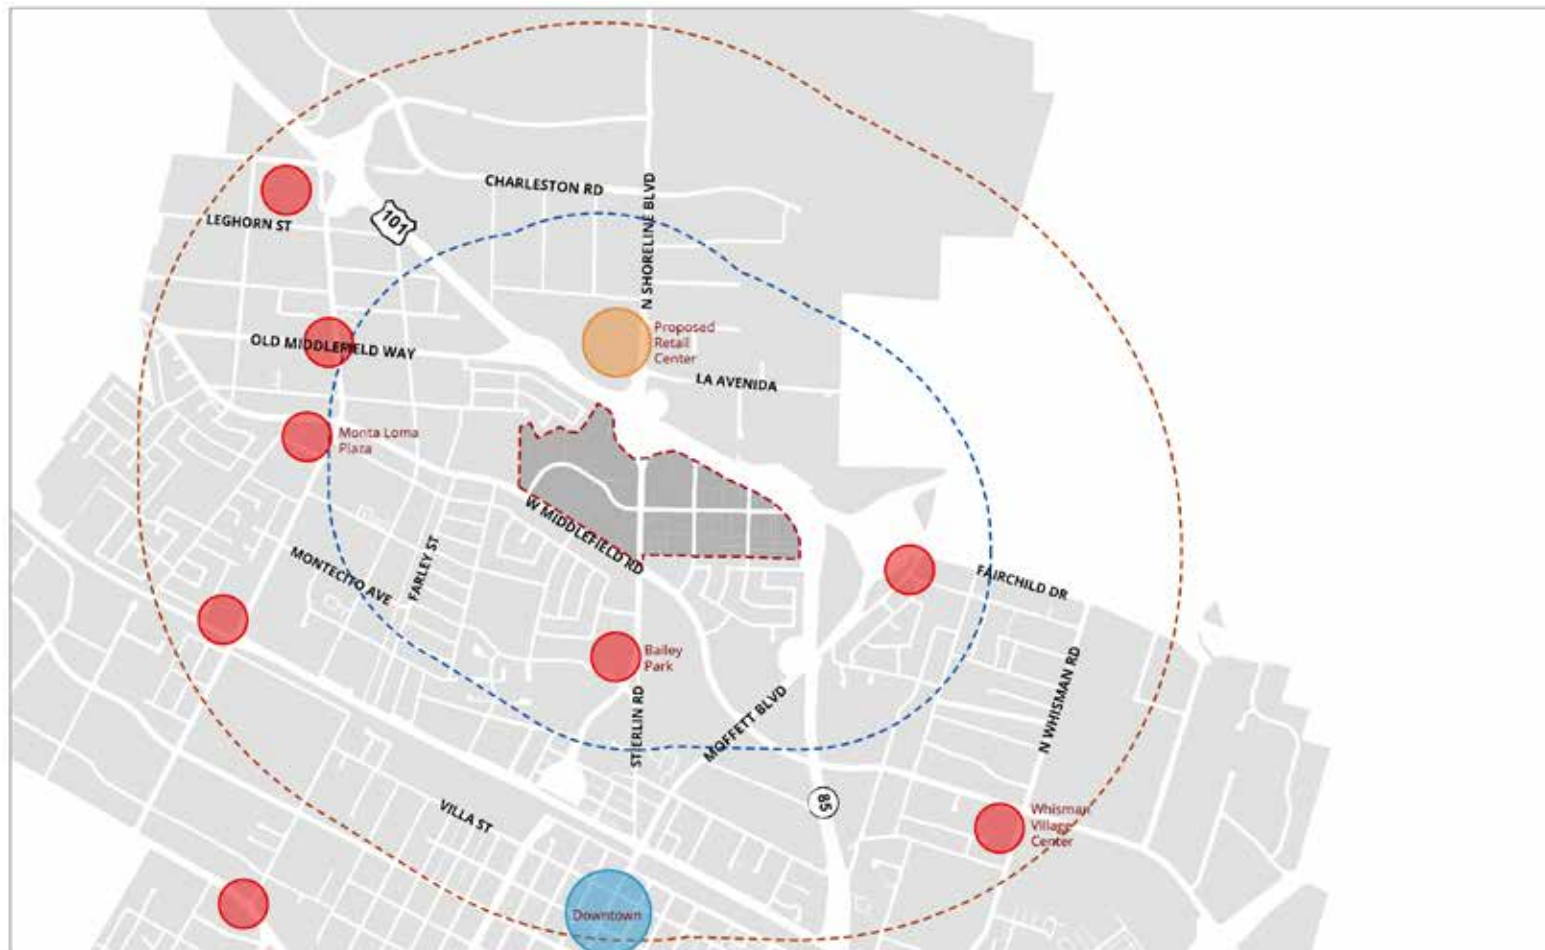 CHARLESTON RD
N SHORELINE BLVD
LEGHORN ST
101
Proposed
Retail
Center
OLD MIDDLEFIELD WAY
LA AVENIDA
Monta Loma
Plaza
W MIDDLEFIELD RD
MONTECITO AVE
FARLEY ST
FAIRCHILD DR
Bailey
Park
N WHISMAN RD
STIERLIN RD
MOFFETT BLVD
85
VILLA ST
Whisman
Village
Center
Downtown